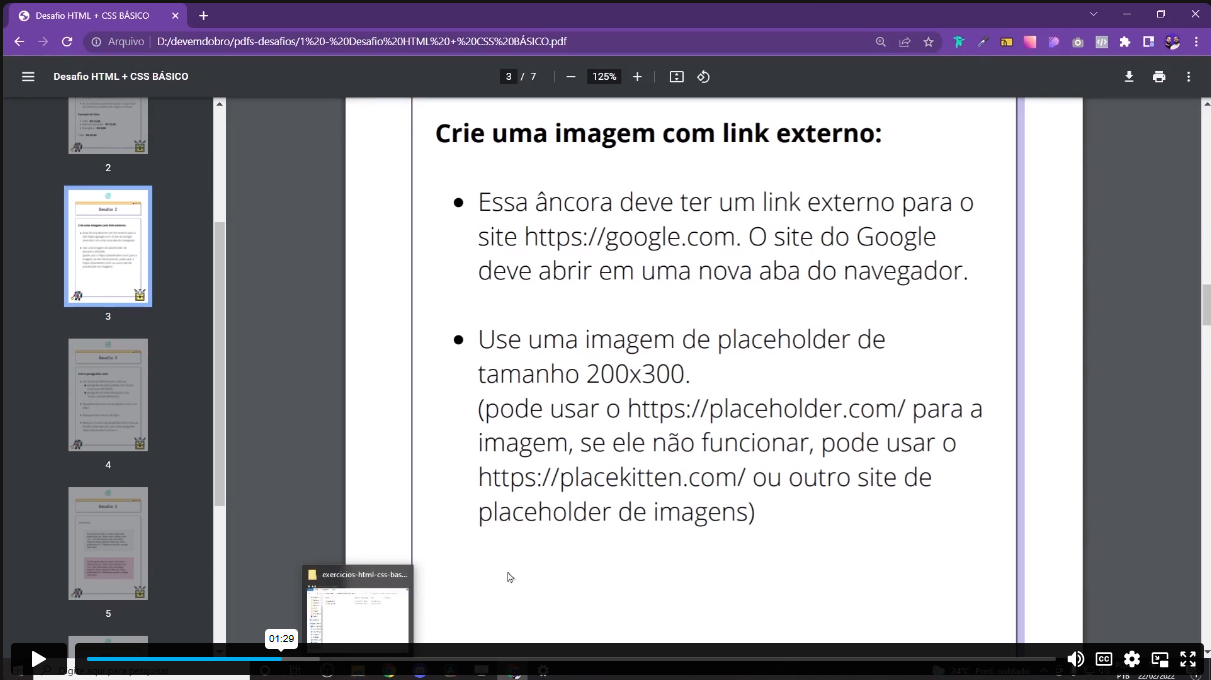 Desafio HTML + CSS BÁSICO
Arquivo
D:/devemdobro/pdfs-desafios/1%20-%20Desafio%20HTML%20+%20CSS%20BÁSICO.pdf
Desafio HTML + CSS BÁSICO
3 / 7
125%
2
Desafio 2
3
4
5
Crie uma imagem com link externo:
Essa âncora deve ter um link externo para o
site https://google.com. O site do Google
deve abrir em uma nova aba do navegador.
Use uma imagem de placeholder de
tamanho 200x300.
(pode usar o https://placeholder.com/ para a
imagem, se ele não funcionar, pode usar o
https://placekitten.com/ ou outro site de
placeholder de imagens)
exercicios-html-css-bas...
01:29
CC
22/02/2022